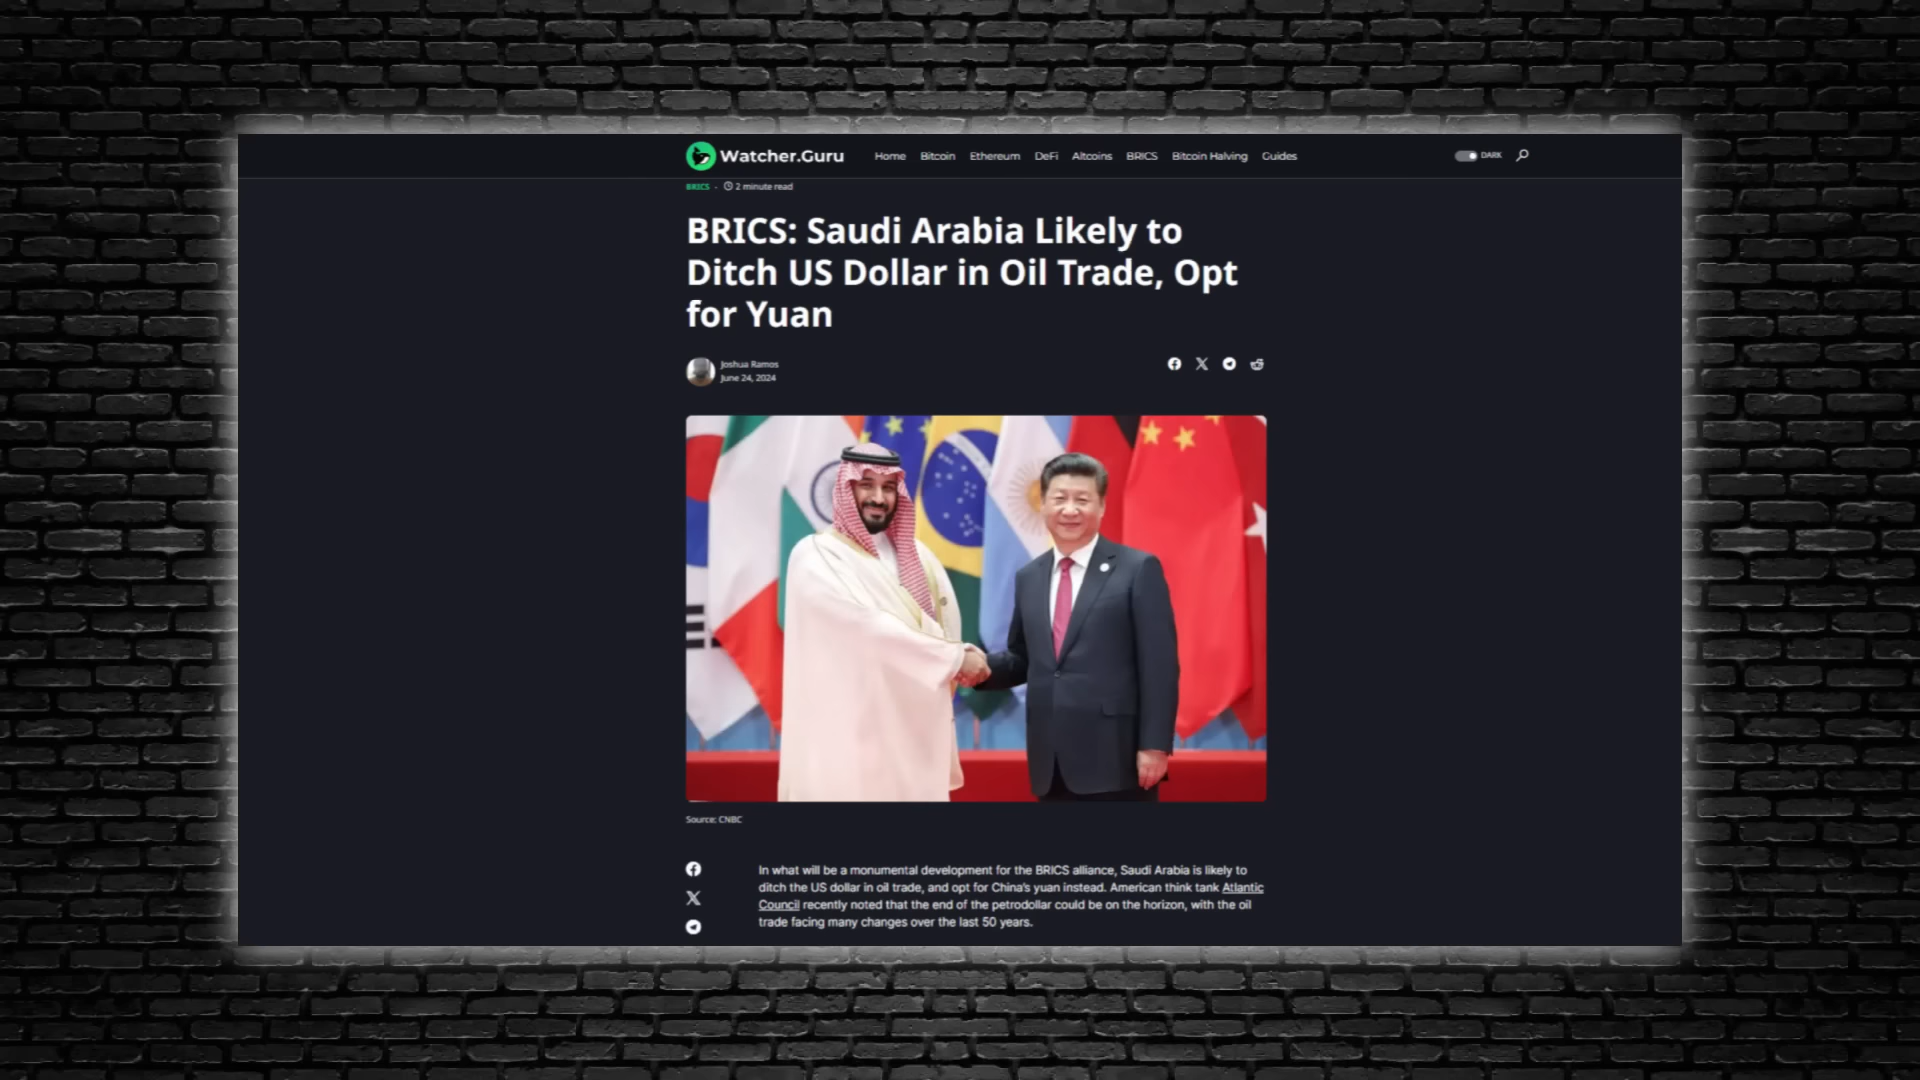 Watcher.Guru Home Bitcoin Ethereum DeFi Altcoins BRICS Bitcoin Halving Guides DARK
BRICS - 2 minute read
BRICS: Saudi Arabia Likely to
Ditch US Dollar in Oil Trade, Opt
for Yuan
Joshua Ramos
June 24, 2024
Source: CNBC
In what will be a monumental development for the BRICS alliance, Saudi Arabia is likely to
ditch the US dollar in oil trade, and opt for China's yuan instead. American think tank Atlantic
Council recently noted that the end of the petrodollar could be on the horizon, with the oil
trade facing many changes over the last 50 years.